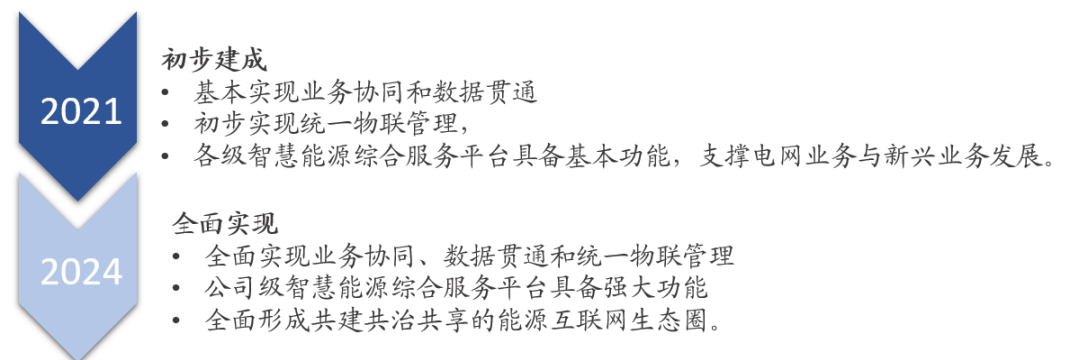 2021
初步建成
• 基本实现业务协同和数据贯通
• 初步实现统一物联管理，
• 各级智慧能源综合服务平台具备基本功能，支撑电网业务与新兴业务发展。
2024
全面实现
• 全面实现业务协同、数据贯通和统一物联管理
• 公司级智慧能源综合服务平台具备强大功能
• 全面形成共建共治共享的能源互联网生态圈。